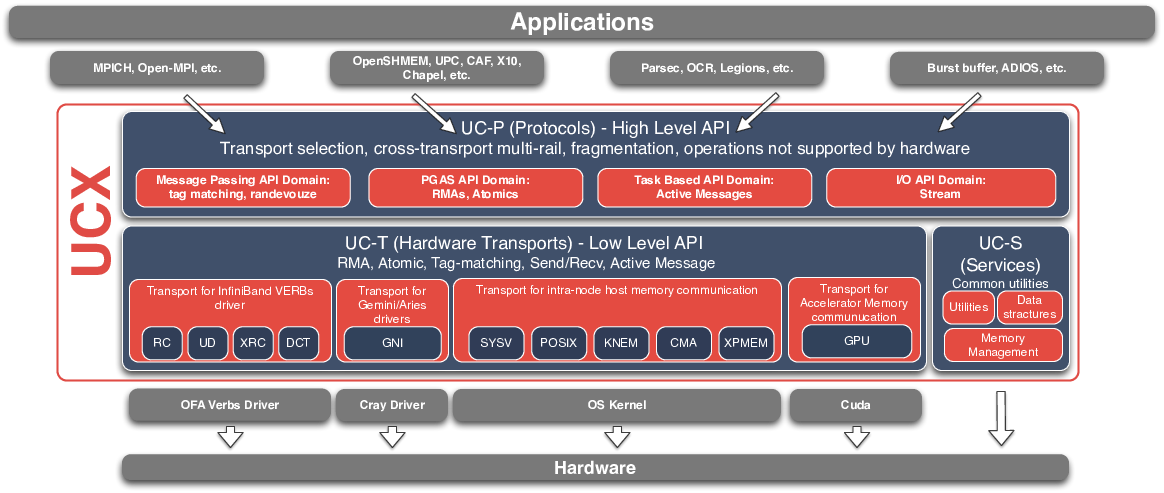 Applications
MPICH, Open-MPI, etc.
OpenSHMEM, UPC, CAF, X10,
Chapel, etc.
Parsec, OCR, Legions, etc.
Burst buffer, ADIOS, etc.
UCX
UC-P (Protocols) - High Level API
Transport selection, cross-transrport multi-rail, fragmentation, operations not supported by hardware
Message Passing API Domain:
tag matching, randevouze
PGAS API Domain:
RMAs, Atomics
Task Based API Domain:
Active Messages
I/O API Domain:
Stream
UC-T (Hardware Transports) - Low Level API
RMA, Atomic, Tag-matching, Send/Recv, Active Message
Transport for InfiniBand VERBs
driver
RC
UD
XRC
DCT
Transport for
Gemini/Aries
drivers
GNI
Transport for intra-node host memory communication
SYSV
POSIX
KNEM
CMA
XPMEM
Transport for
Accelerator Memory
communucation
GPU
UC-S
(Services)
Common utilities
Utilities
Data
stractures
Memory
Management
OFA Verbs Driver
Cray Driver
OS Kernel
Cuda
Hardware